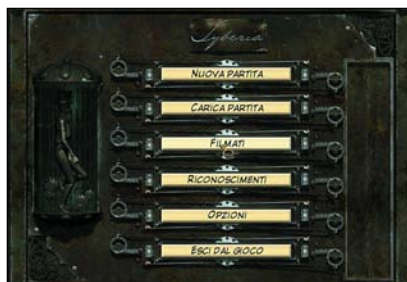 Syberia
NUOVA PARTITA
CARICA PARTITA
FILMATI
RICONOSCIMENTI
OPZIONI
ESCI DAL GIOCO